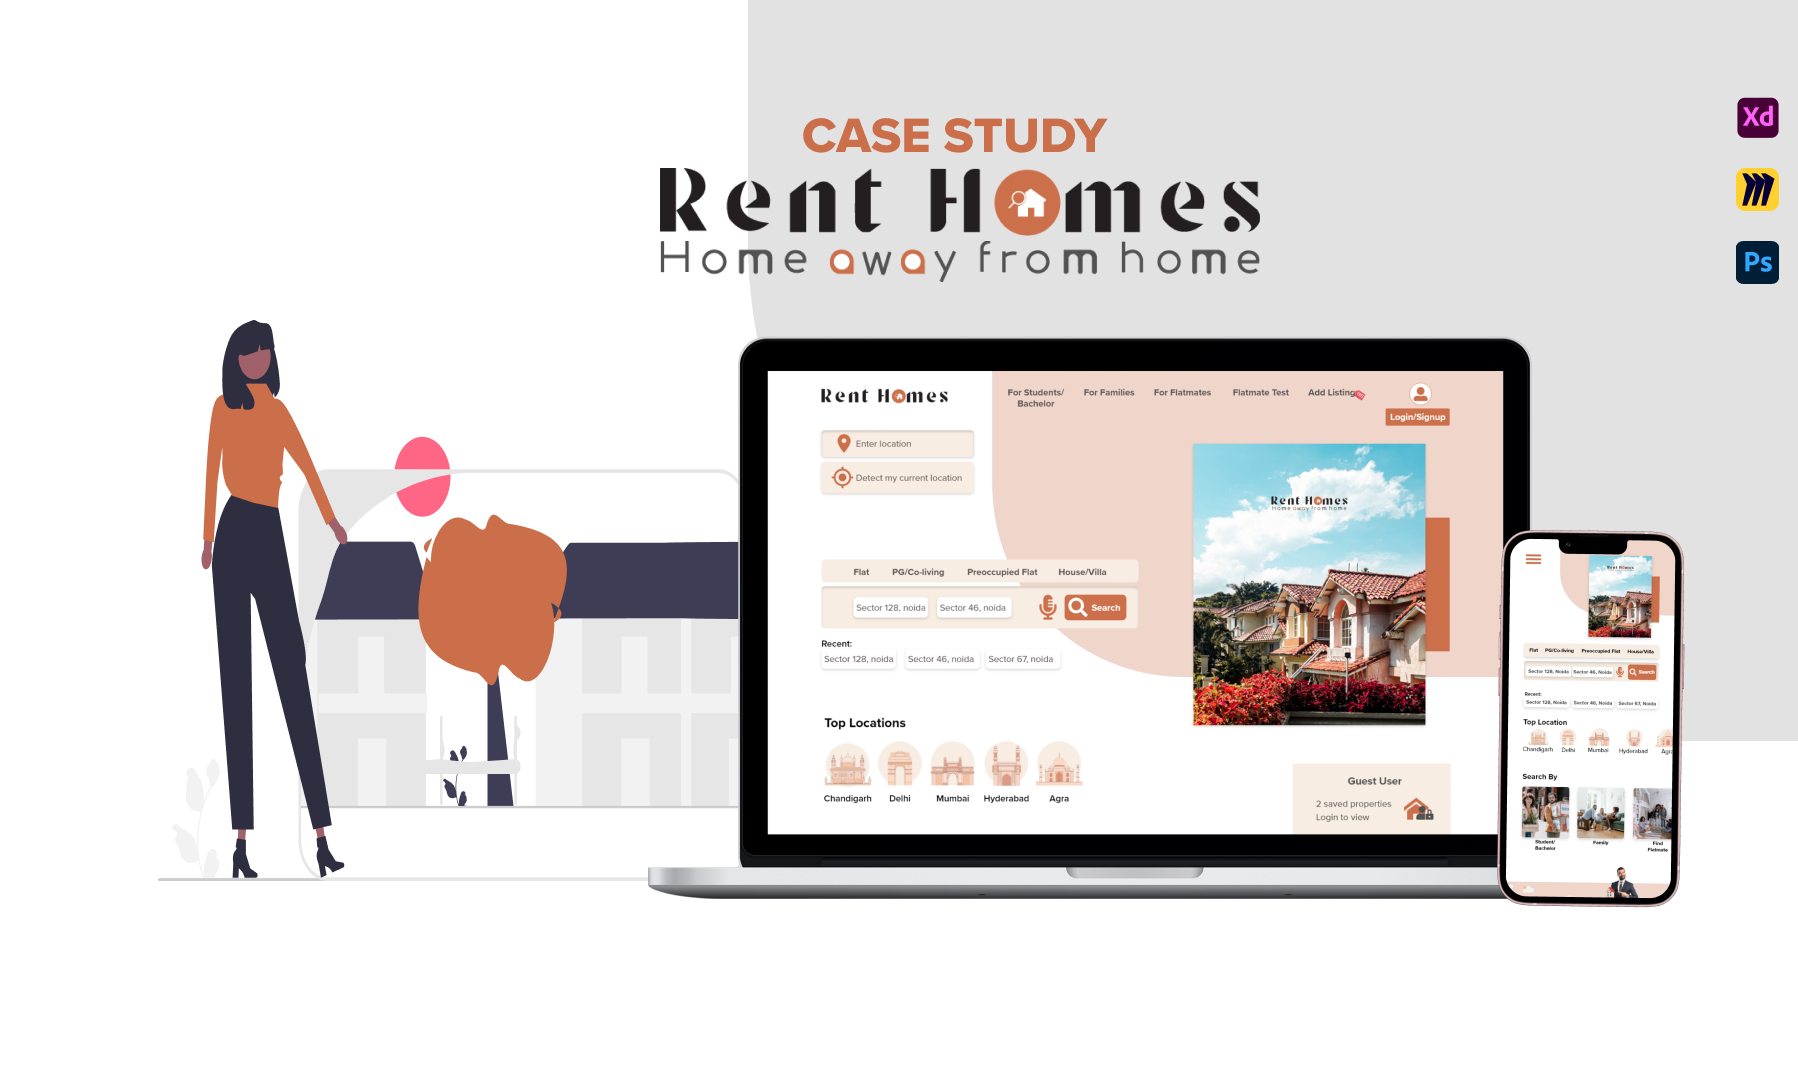 CASE STUDY
Rent Homes
Home away from home
Xd
Ps
Rent Homes
For Students/
Bachelor
For Families
For Flatmates
Flatmate Test
Add Listing
Login/Signup
Enter location
Detect my current location
Rent Homes
Home away from home
Flat
PG/Co-living
Preoccupied Flat
House/Villa
Sector 128, noida
Sector 46, noida
Search
Recent:
Sector 128, noida
Sector 46, noida
Sector 67, noida
Top Locations
Chandigarh
Delhi
Mumbai
Hyderabad
Agra
Guest User
2 saved properties
Login to view
Rent Homes
Flat
PG/Co-living
Preoccupied Flat
House/Villa
Sector 128, Noida
Sector 46, Noida
Search
Recent:
Sector 128, Noida
Sector 46, Noida
Sector 67, Noida
Top Location
Chandigarh
Delhi
Mumbai
Hyderabad
Agra
Search By
Student/
Bachelor
Family
Find
Flatmate